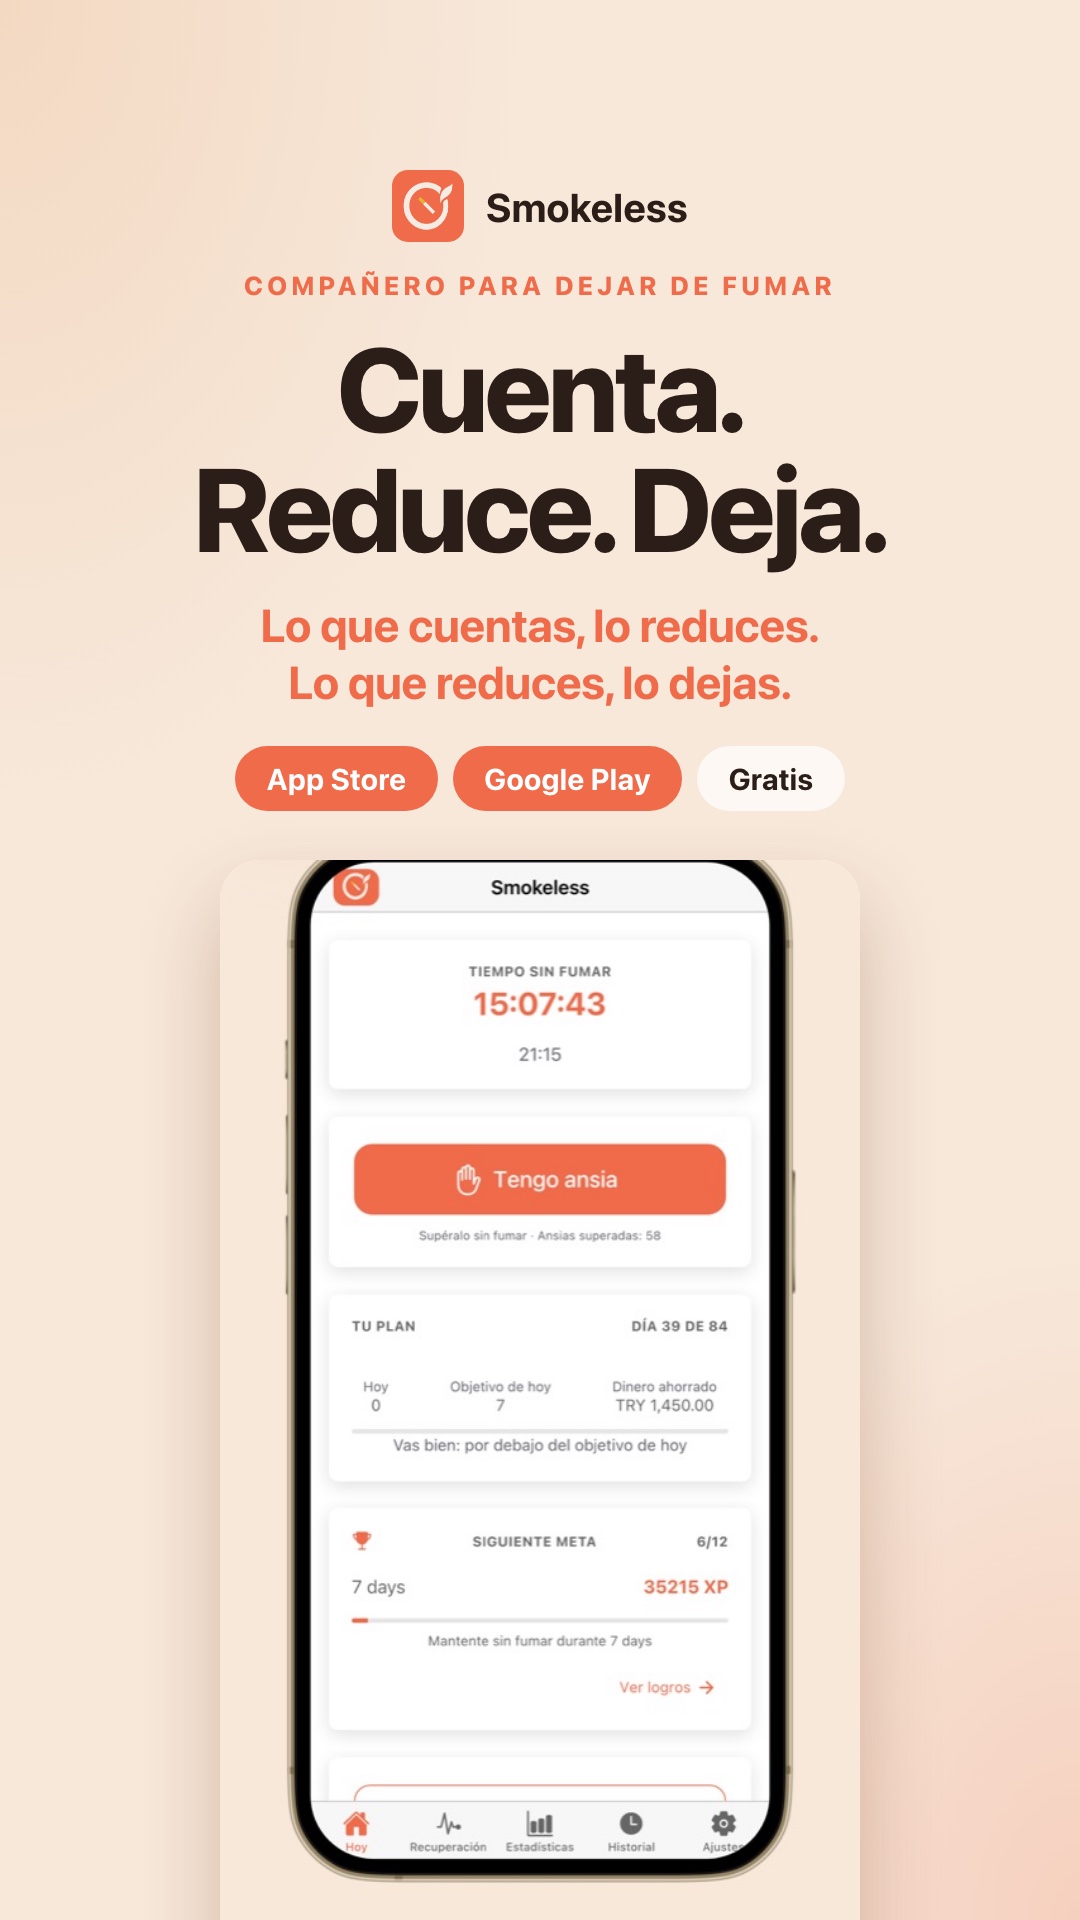 Smokeless
COMPAÑERO PARA DEJAR DE FUMAR
Cuenta.
Reduce. Deja.
Lo que cuentas, lo reduces.
Lo que reduces, lo dejas.
App Store
Google Play
Gratis
Smokeless
TIEMPO SIN FUMAR
15:07:43
21:15
Tengo ansia
Supéralo sin fumar · Ansias superadas: 58
TU PLAN DÍA 39 DE 84
Hoy Objetivo de hoy Dinero ahorrado
0 7 TRY 1,450.00
Vas bien: por debajo del objetivo de hoy
SIGUIENTE META 6/12
7 days 35215 XP
Mantente sin fumar durante 7 days
Ver logros →
Hoy Recuperación Estadísticas Historial Ajustes